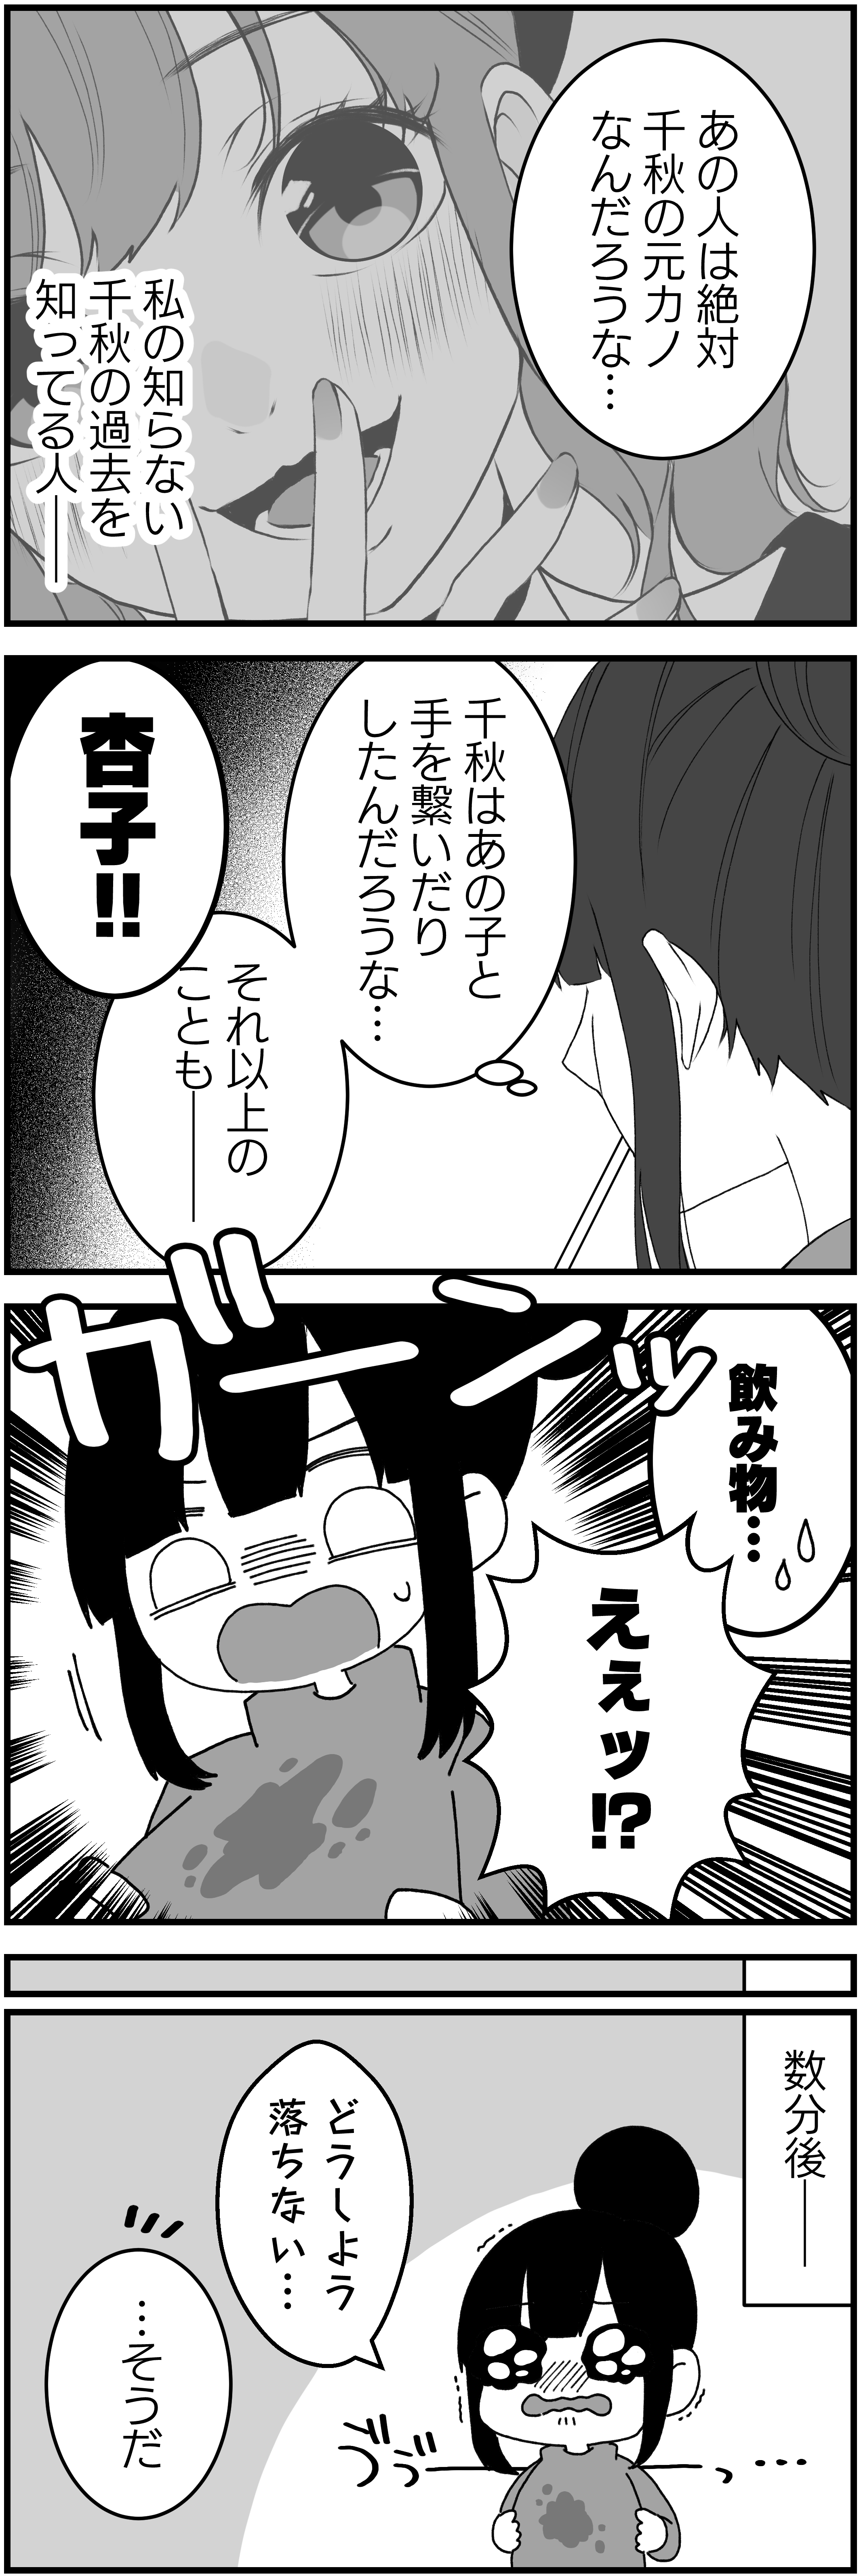 あの人は絶対
千秋の元カノ
なんだろうな…
私の知らない
千秋の過去を
知ってる人――
千秋はあの子と
手を繋いだり
したんだろうな…
それ以上の
ことも――
杏子!!
飲み物…
ええッ!?
ガガーーンッ
数分後――
どうしよう
落ちない…
…そうだ